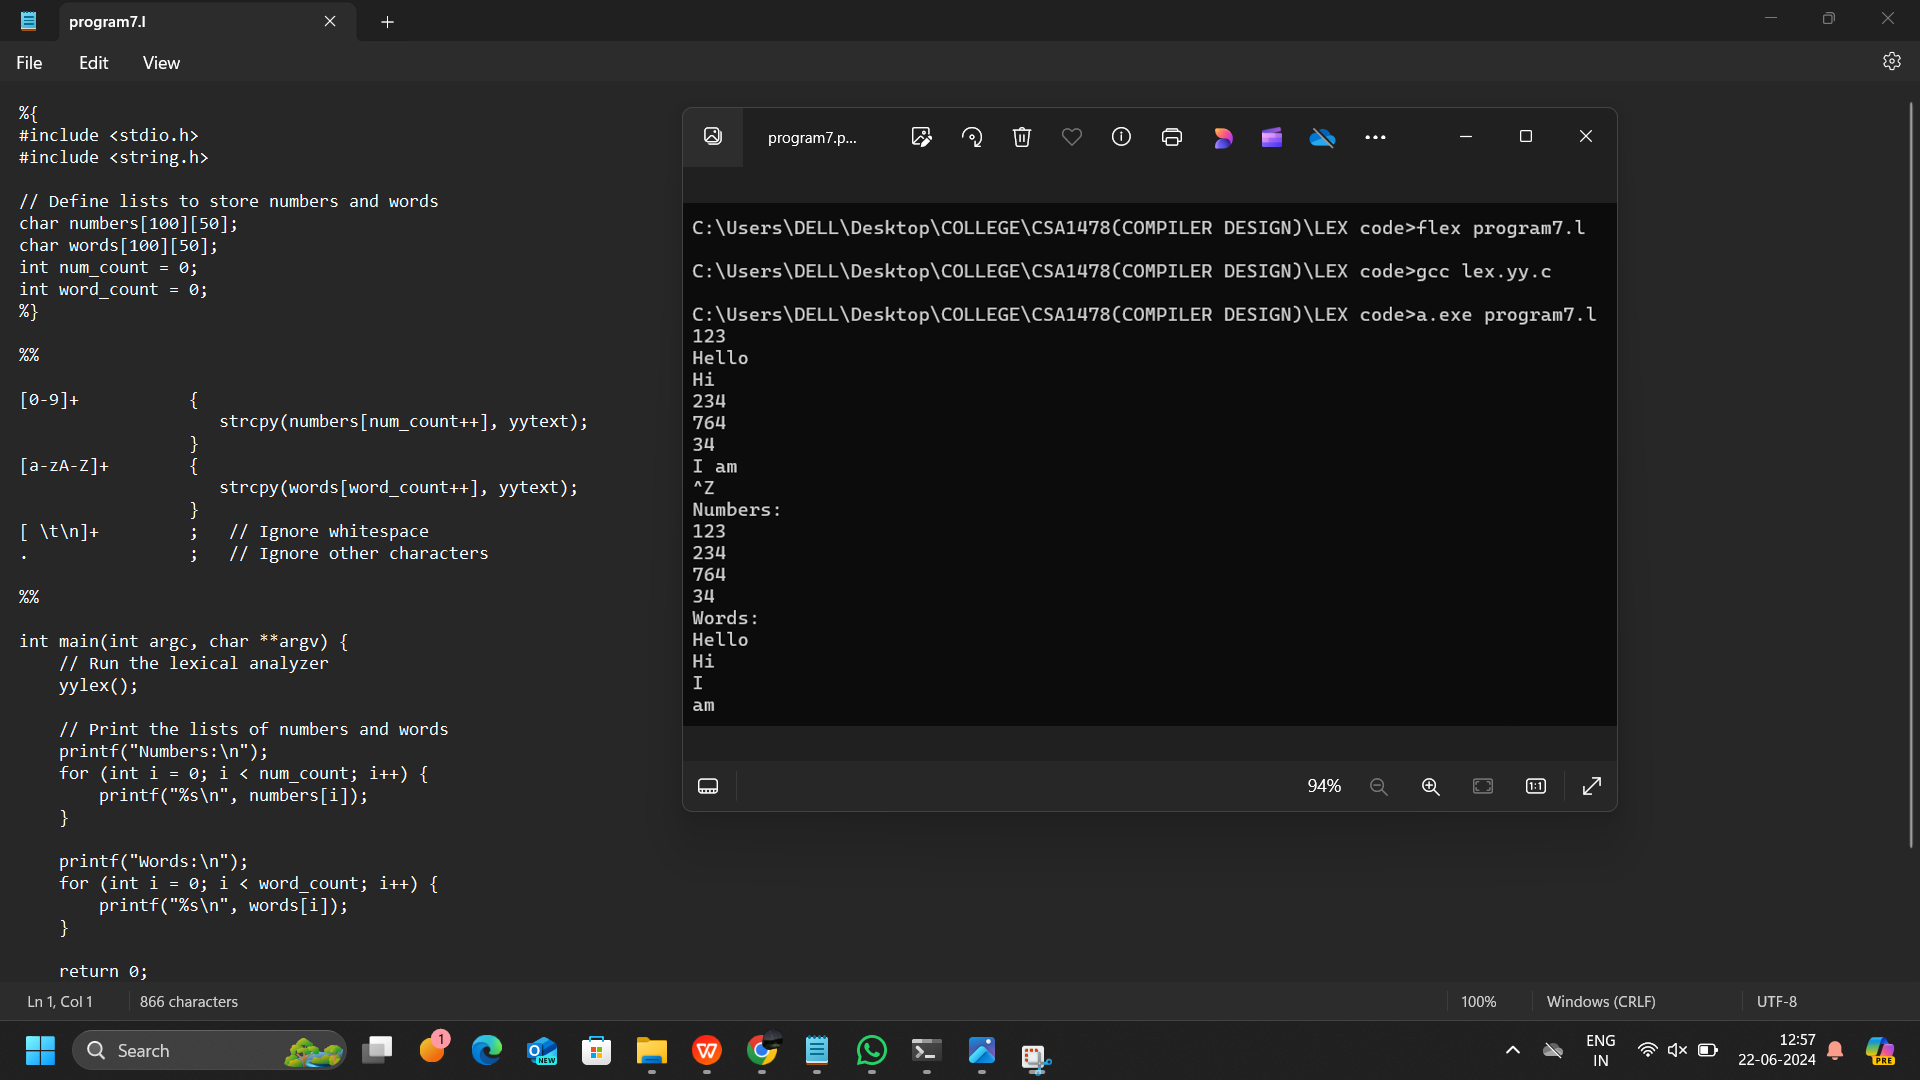 program7.l
File Edit View
%{
#include <stdio.h>
#include <string.h>
// Define lists to store numbers and words
char numbers[100][50];
char words[100][50];
int num_count = 0;
int word_count = 0;
%}
%%
[0-9]+ {
strcpy(numbers[num_count++], yytext);
}
[a-zA-Z]+ {
strcpy(words[word_count++], yytext);
}
[ \t\n]+ ; // Ignore whitespace
. ; // Ignore other characters
%%
int main(int argc, char **argv) {
// Run the lexical analyzer
yylex();
// Print the lists of numbers and words
printf("Numbers:\n");
for (int i = 0; i < num_count; i++) {
printf("%s\n", numbers[i]);
}
printf("Words:\n");
for (int i = 0; i < word_count; i++) {
printf("%s\n", words[i]);
}
return 0;
program7.p...
C:\Users\DELL\Desktop\COLLEGE\CSA1478(COMPILER DESIGN)\LEX code>flex program7.l
C:\Users\DELL\Desktop\COLLEGE\CSA1478(COMPILER DESIGN)\LEX code>gcc lex.yy.c
C:\Users\DELL\Desktop\COLLEGE\CSA1478(COMPILER DESIGN)\LEX code>a.exe program7.l
123
Hello
Hi
234
764
34
I am
^Z
Numbers:
123
234
764
34
Words:
Hello
Hi
I
am
94%
1:1
Ln 1, Col 1 866 characters 100% Windows (CRLF) UTF-8
Search
1
NEW
ENG
IN
12:57
22-06-2024
PRE